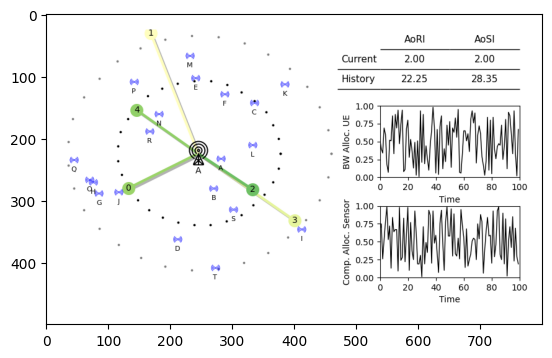 0
100
200
300
400
0 100 200 300 400 500 600 700
1
M
E
P
K
F
4
C
N
R
L
A
A
Q
0
2
J
G
B
S
3
I
D
T
AoRI AoSI
Current 2.00 2.00
History 22.25 28.35
BW Alloc. UE
1.00
0.75
0.50
0.25
0.00
0 20 40 60 80 100
Time
Comp. Alloc. Sensor
1.00
0.75
0.50
0.25
0.00
0 20 40 60 80 100
Time